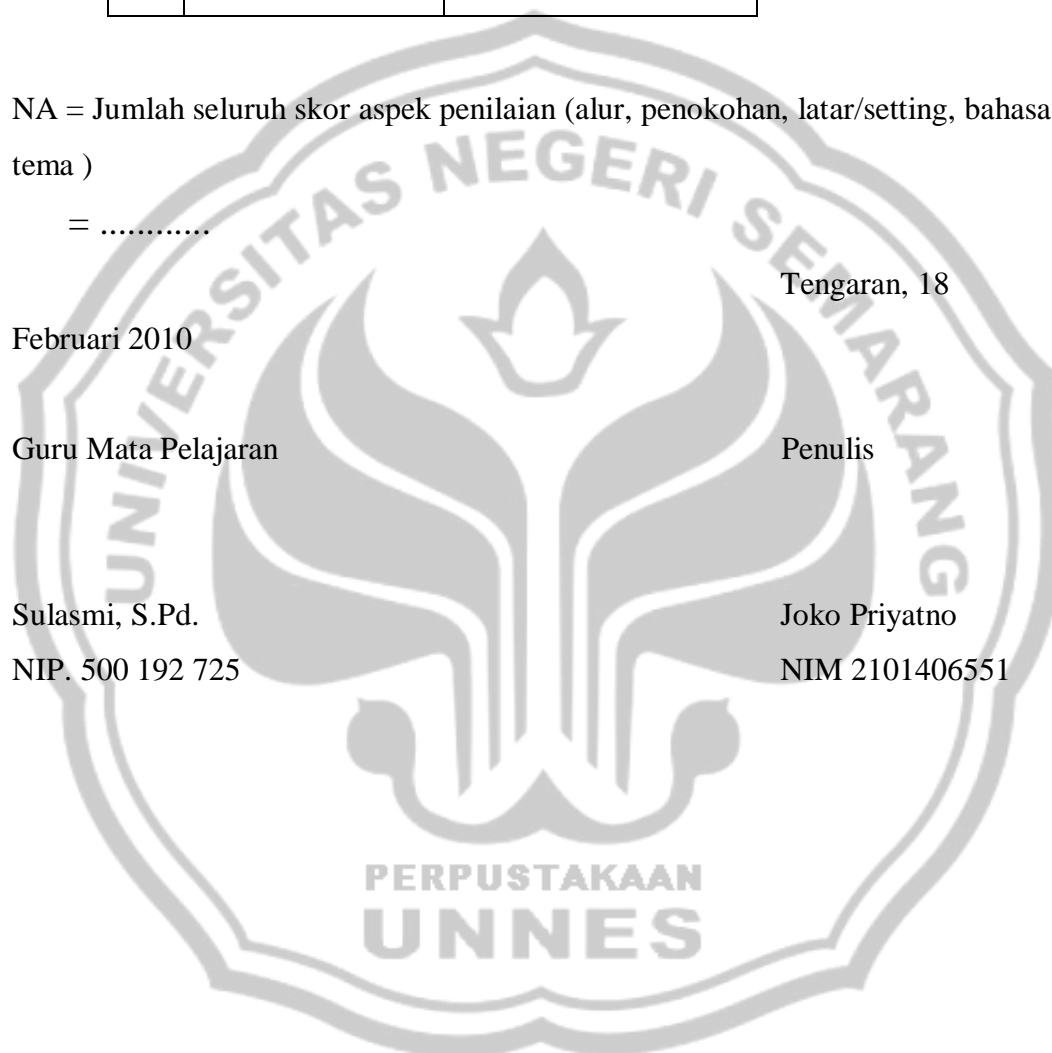 NA = Jumlah seluruh skor aspek penilaian (alur, penokohan, latar/setting, bahasa
tema )
= ............
Tengaran, 18
Februari 2010
Guru Mata Pelajaran Penulis
Sulasmi, S.Pd. Joko Priyatno
NIP. 500 192 725 NIM 2101406551
UNIVERSITAS NEGERI SEMARANG
PERPUSTAKAAN
UNNES